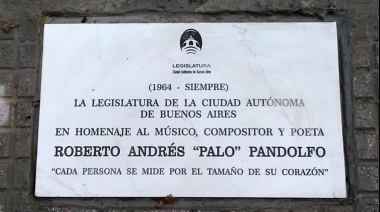 LEGISLATURA
Ciudad Autónoma de Buenos Aires
(1964 - SIEMPRE)
LA LEGISLATURA DE LA CIUDAD AUTÓNOMA
DE BUENOS AIRES
EN HOMENAJE AL MÚSICO, COMPOSITOR Y POETA
ROBERTO ANDRÉS “PALO” PANDOLFO
“CADA PERSONA SE MIDE POR EL TAMAÑO DE SU CORAZÓN”